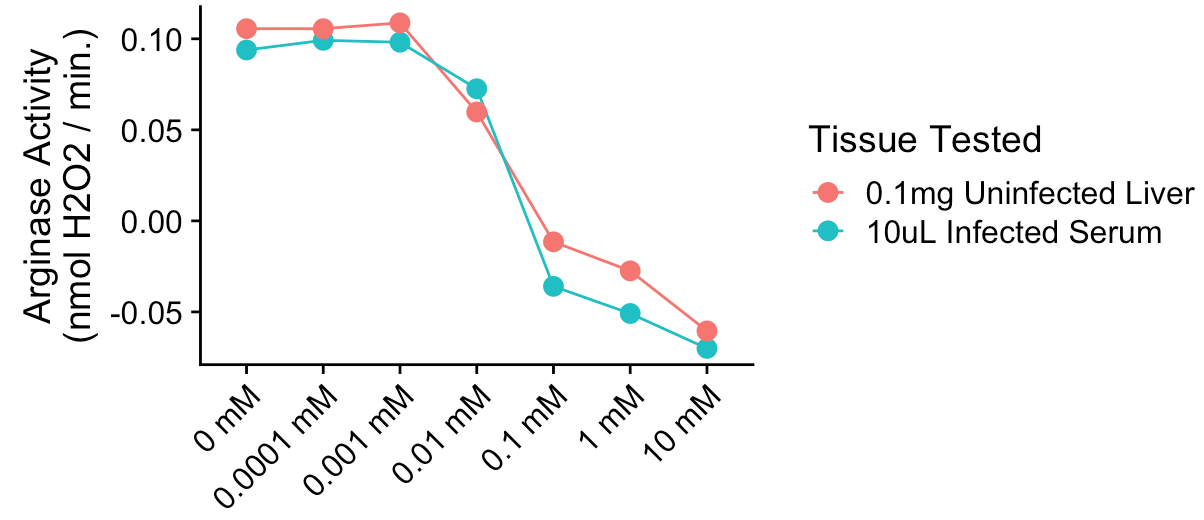 Arginase Activity
(nmol H2O2 / min.)
0.10
0.05
0.00
-0.05
0 mM
0.0001 mM
0.001 mM
0.01 mM
0.1 mM
1 mM
10 mM
Tissue Tested
0.1mg Uninfected Liver
10uL Infected Serum